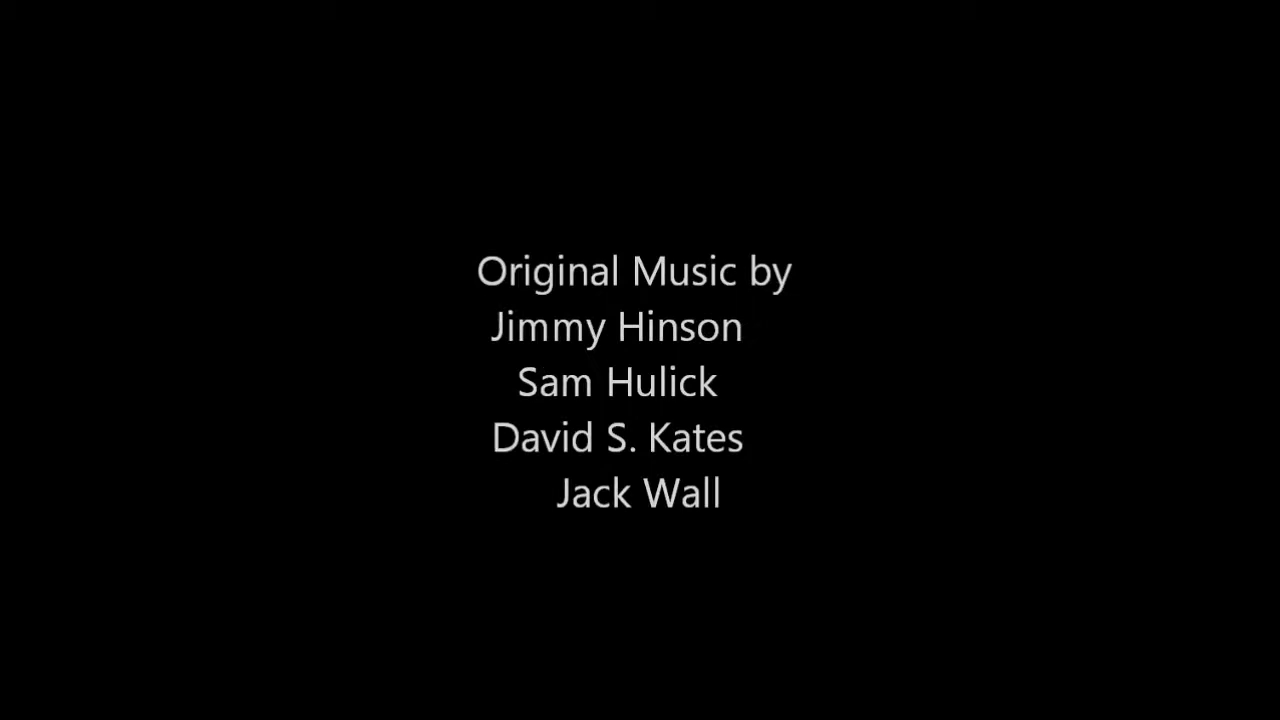 Original Music by
Jimmy Hinson
Sam Hulick
David S. Kates
Jack Wall